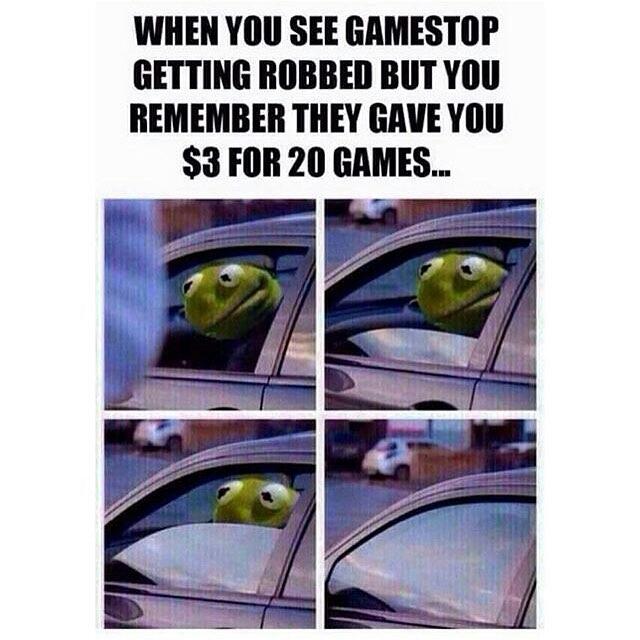 WHEN YOU SEE GAMESTOP
GETTING ROBBED BUT YOU
REMEMBER THEY GAVE YOU
$3 FOR 20 GAMES...